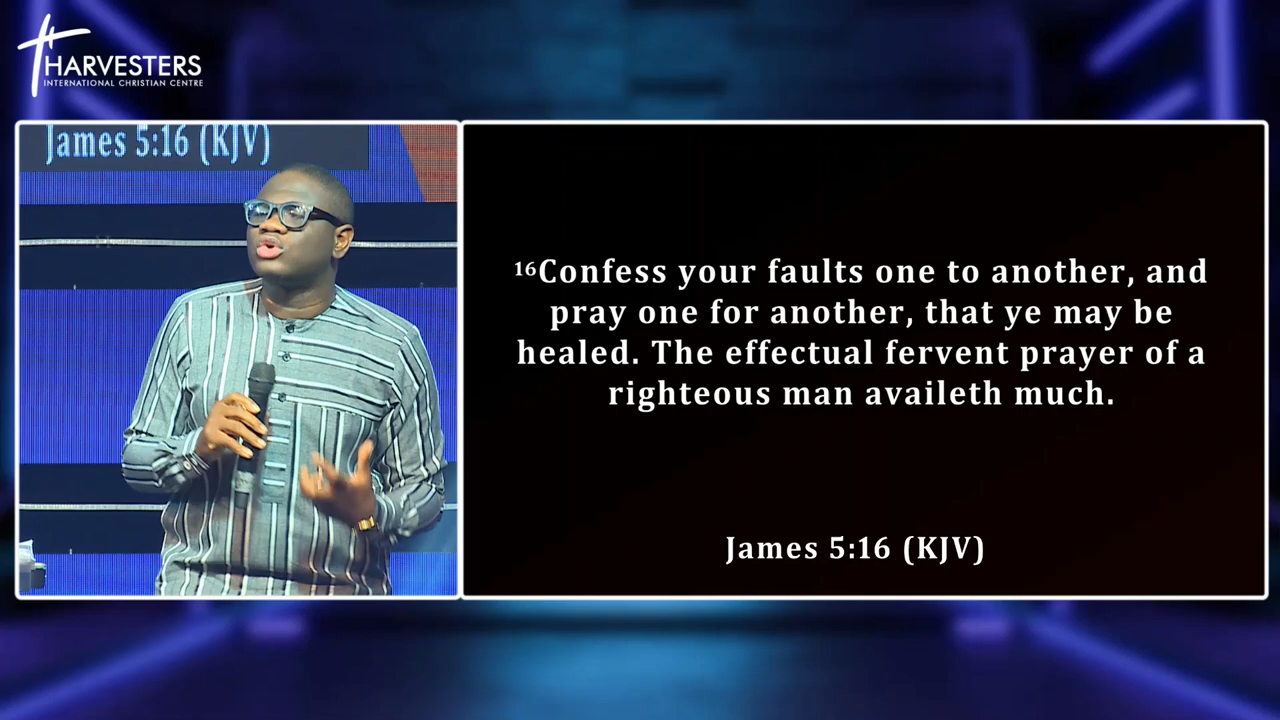 HARVESTERS
INTERNATIONAL CHRISTIAN CENTRE
James 5:16 (KJV)
¹⁶Confess your faults one to another, and
pray one for another, that ye may be
healed. The effectual fervent prayer of a
righteous man availeth much.
James 5:16 (KJV)